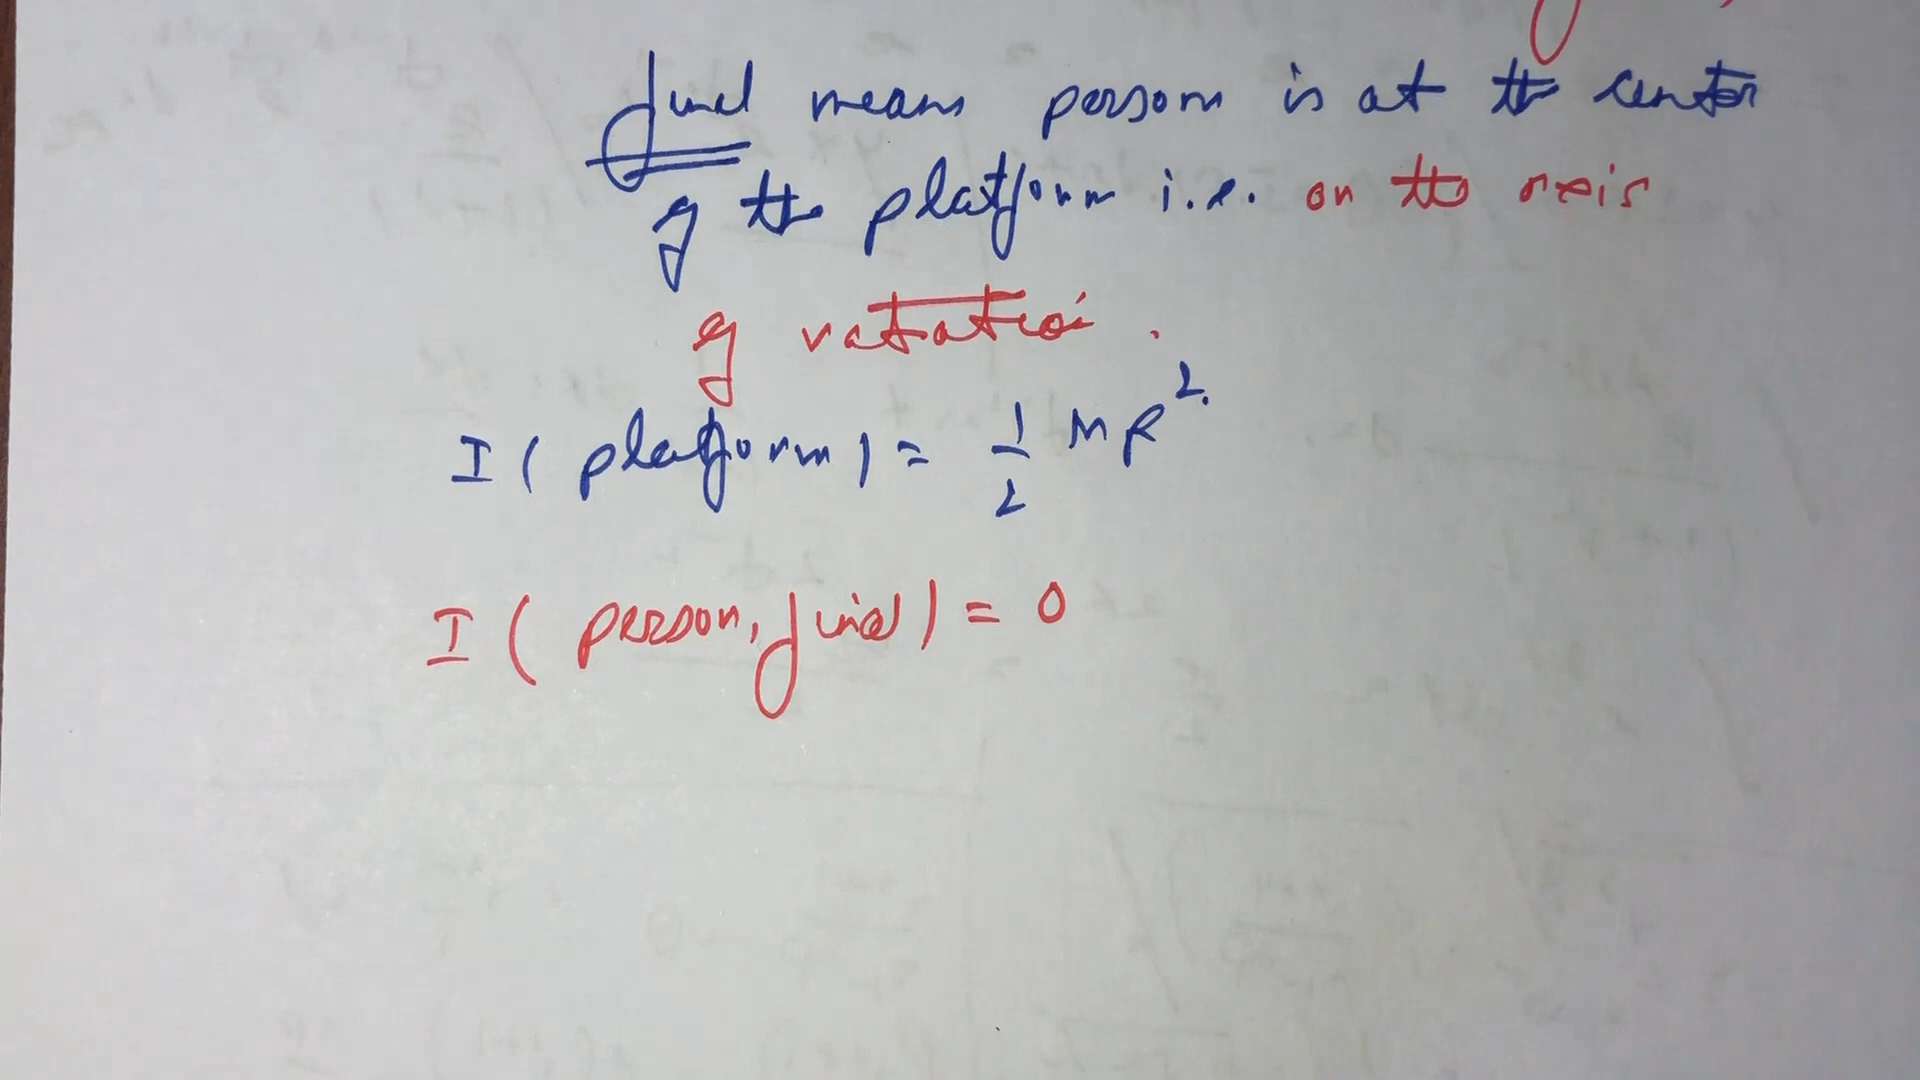 final means person is at the center
of the platform i.e. on the axis
of rotation.
I ( platform ) = 1/2 MR².
I ( person, final ) = 0